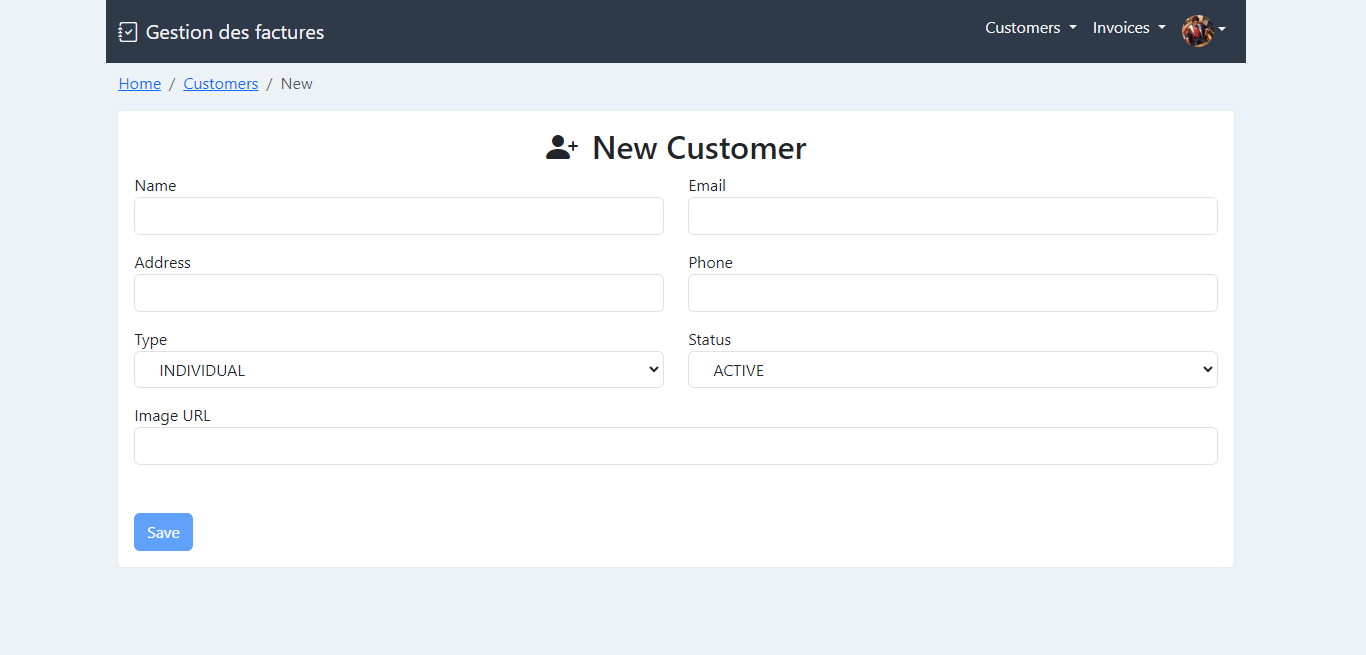 Gestion des factures Customers Invoices
Home / Customers / New
New Customer
Name Email
Address Phone
Type Status
INDIVIDUAL ACTIVE
Image URL
Save